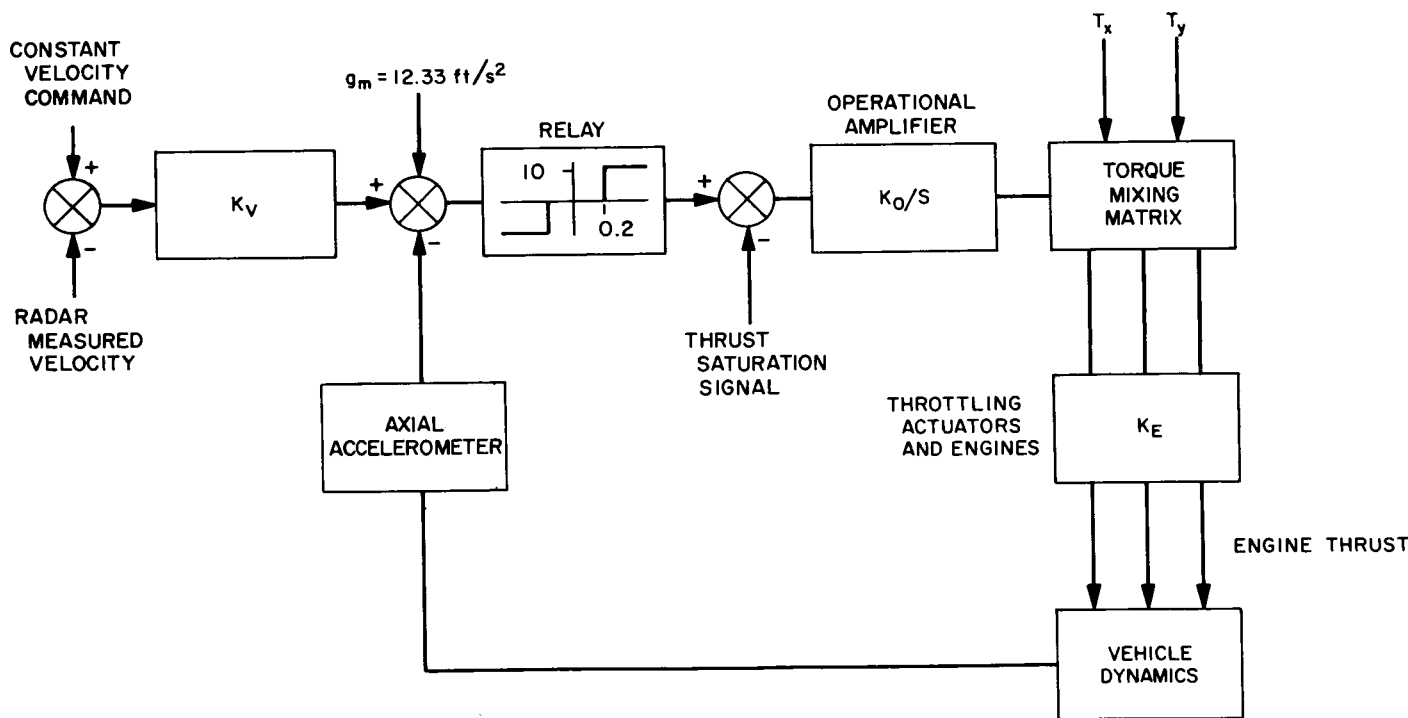 CONSTANT
VELOCITY
COMMAND
+
-
RADAR
MEASURED
VELOCITY
K_V
g_m = 12.33 ft/s²
+
-
RELAY
10
0.2
+
-
THRUST
SATURATION
SIGNAL
OPERATIONAL
AMPLIFIER
K_O/S
T_x T_y
TORQUE
MIXING
MATRIX
AXIAL
ACCELEROMETER
THROTTLING
ACTUATORS
AND ENGINES
K_E
ENGINE THRUST
VEHICLE
DYNAMICS